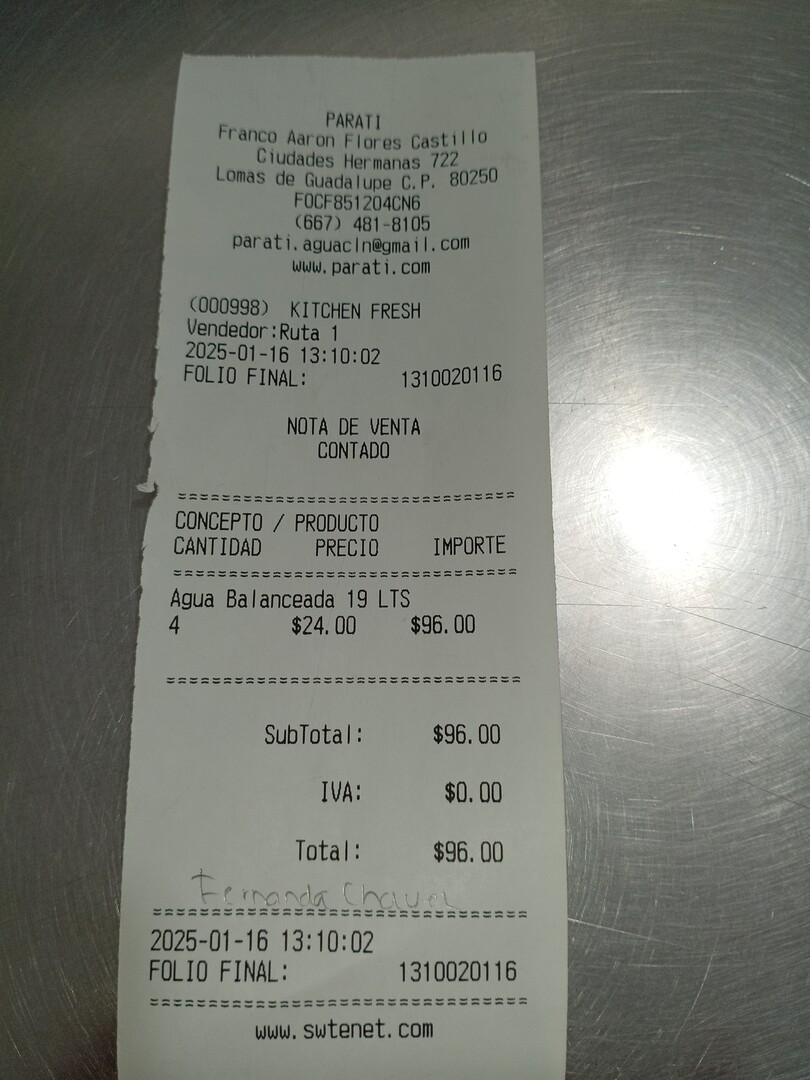 PARATI
Franco Aaron Flores Castillo
Ciudades Hermanas 722
Lomas de Guadalupe C.P. 80250
FOCF851204CN6
(667) 481-8105
parati.aguacln@gmail.com
www.parati.com
(000998) KITCHEN FRESH
Vendedor:Ruta 1
2025-01-16 13:10:02
FOLIO FINAL: 1310020116
NOTA DE VENTA
CONTADO
================================
CONCEPTO / PRODUCTO
CANTIDAD PRECIO IMPORTE
================================
Agua Balanceada 19 LTS
4 $24.00 $96.00
================================
SubTotal: $96.00
IVA: $0.00
Total: $96.00
Fernanda
================================
2025-01-16 13:10:02
FOLIO FINAL: 1310020116
================================
www.swtenet.com